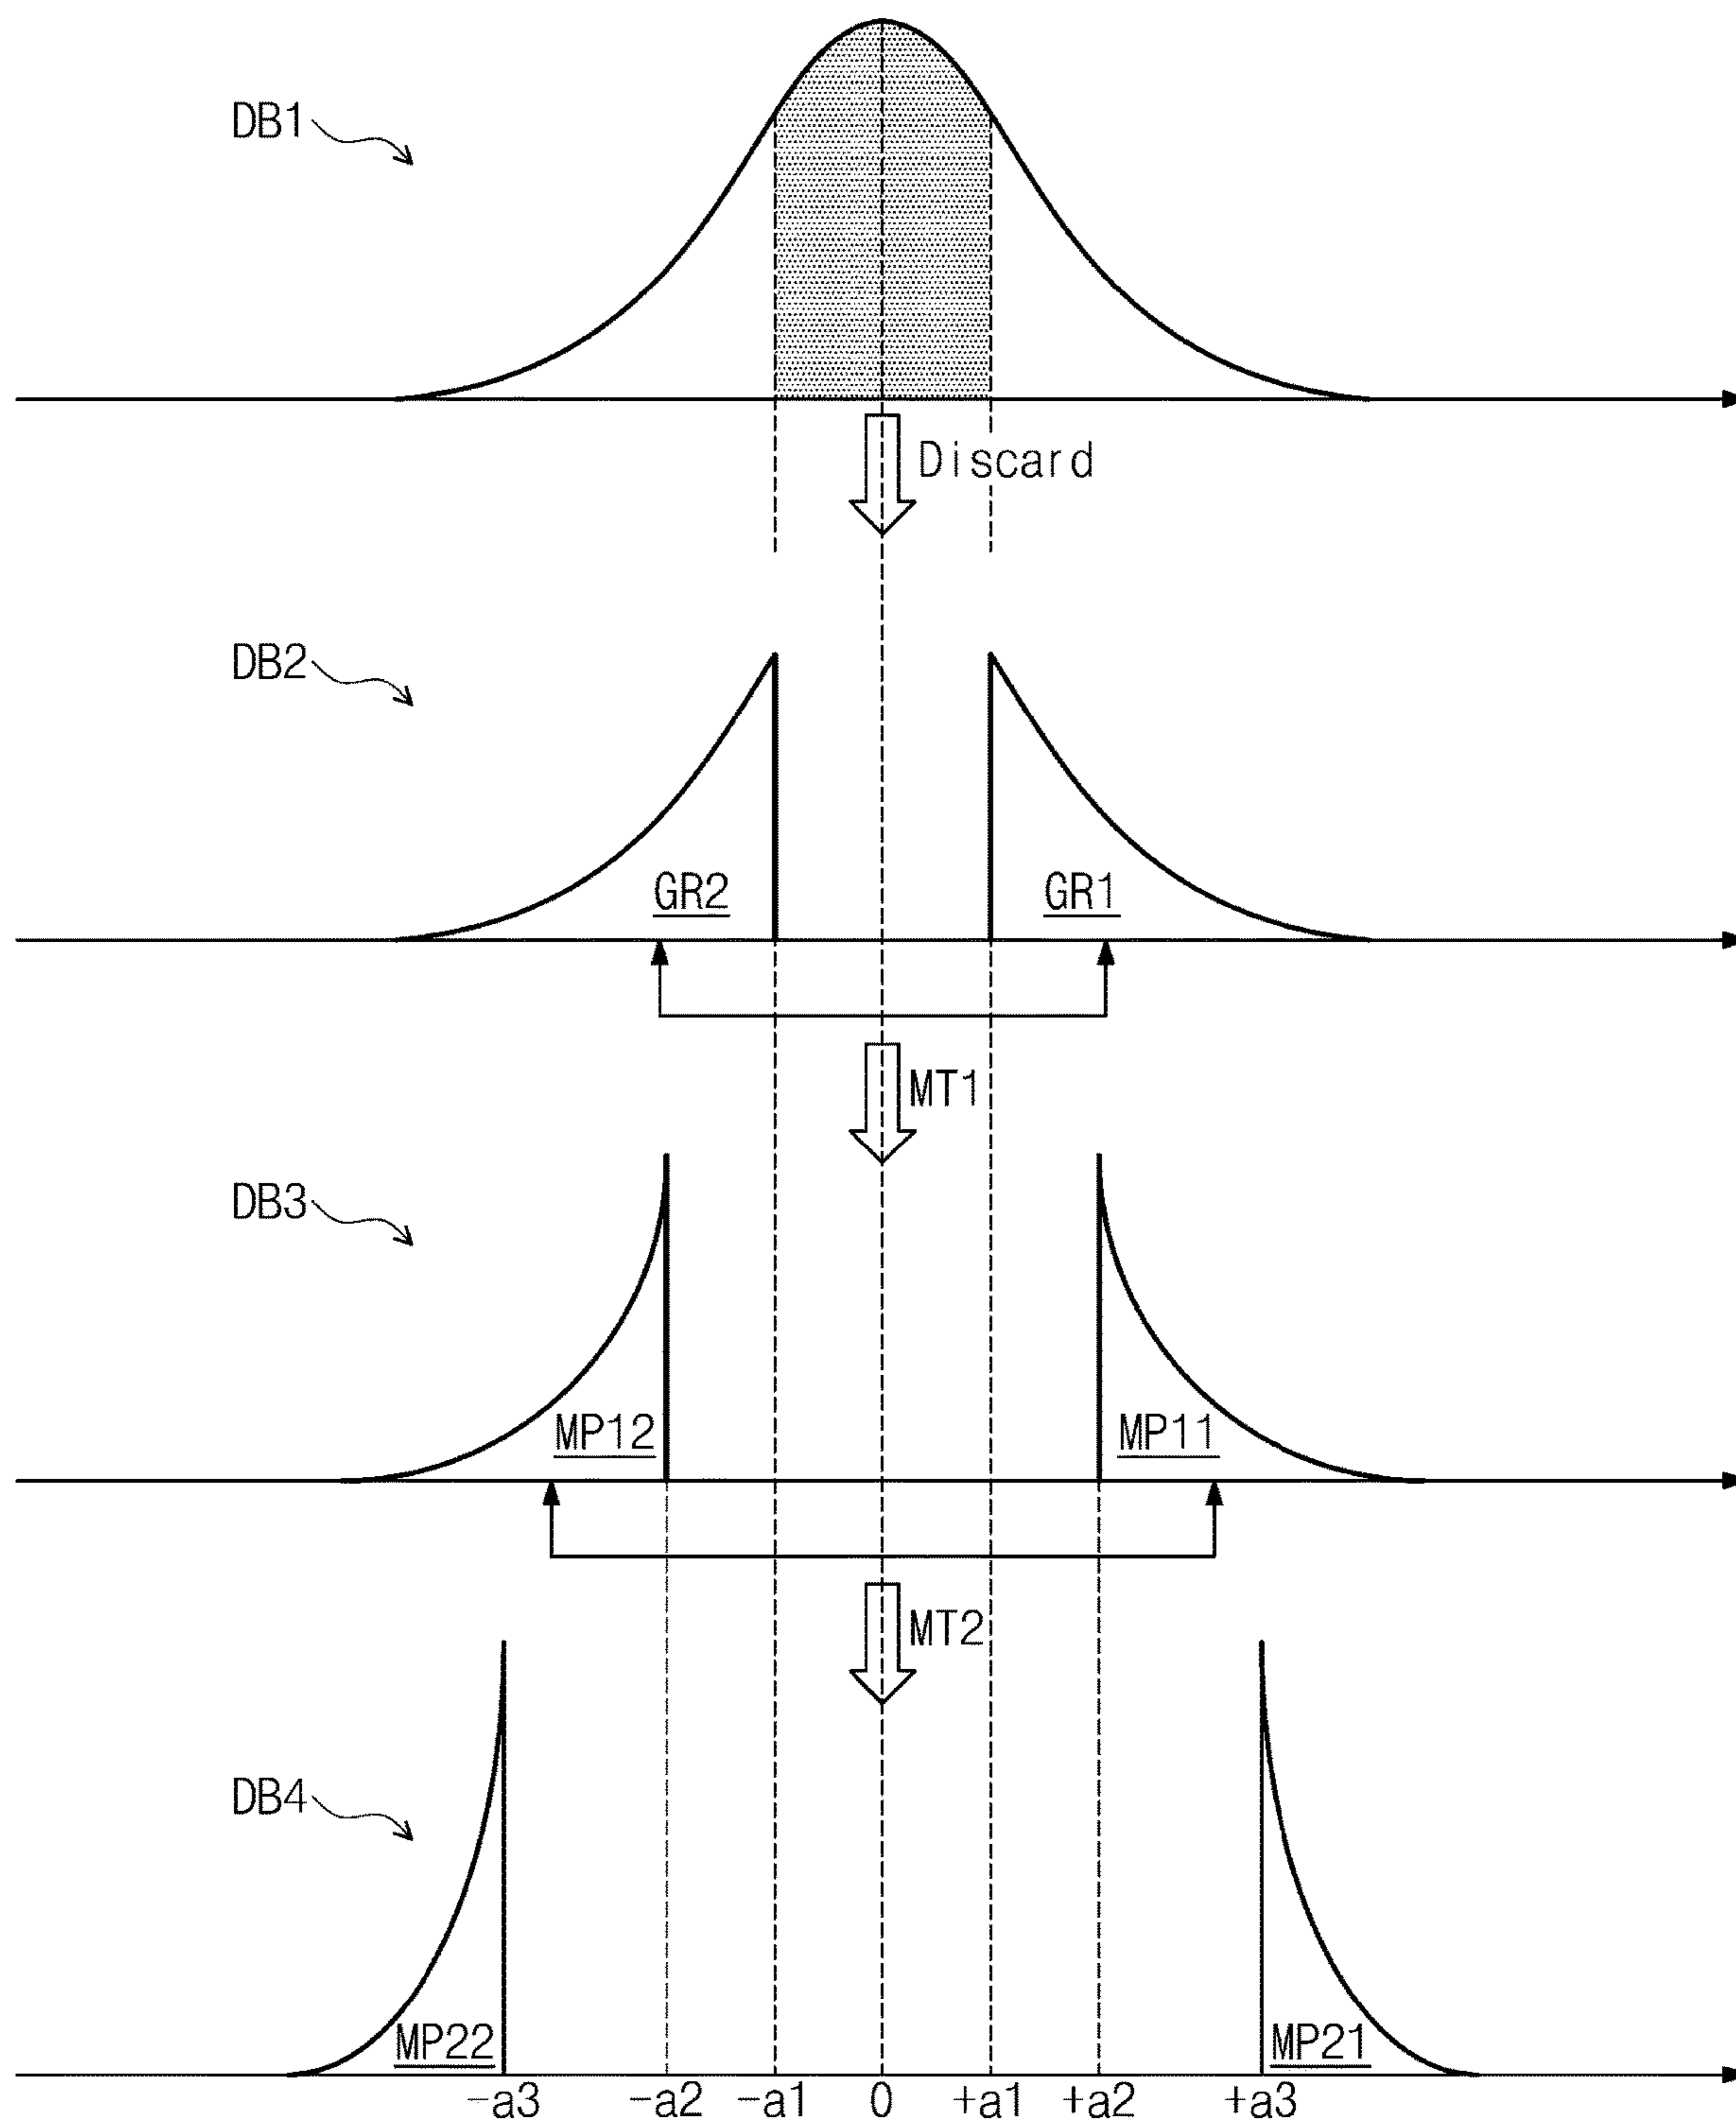 DB1
Discard
DB2
GR2 GR1
MT1
DB3
MP12 MP11
MT2
DB4
MP22 MP21
-a3 -a2 -a1 0 +a1 +a2 +a3